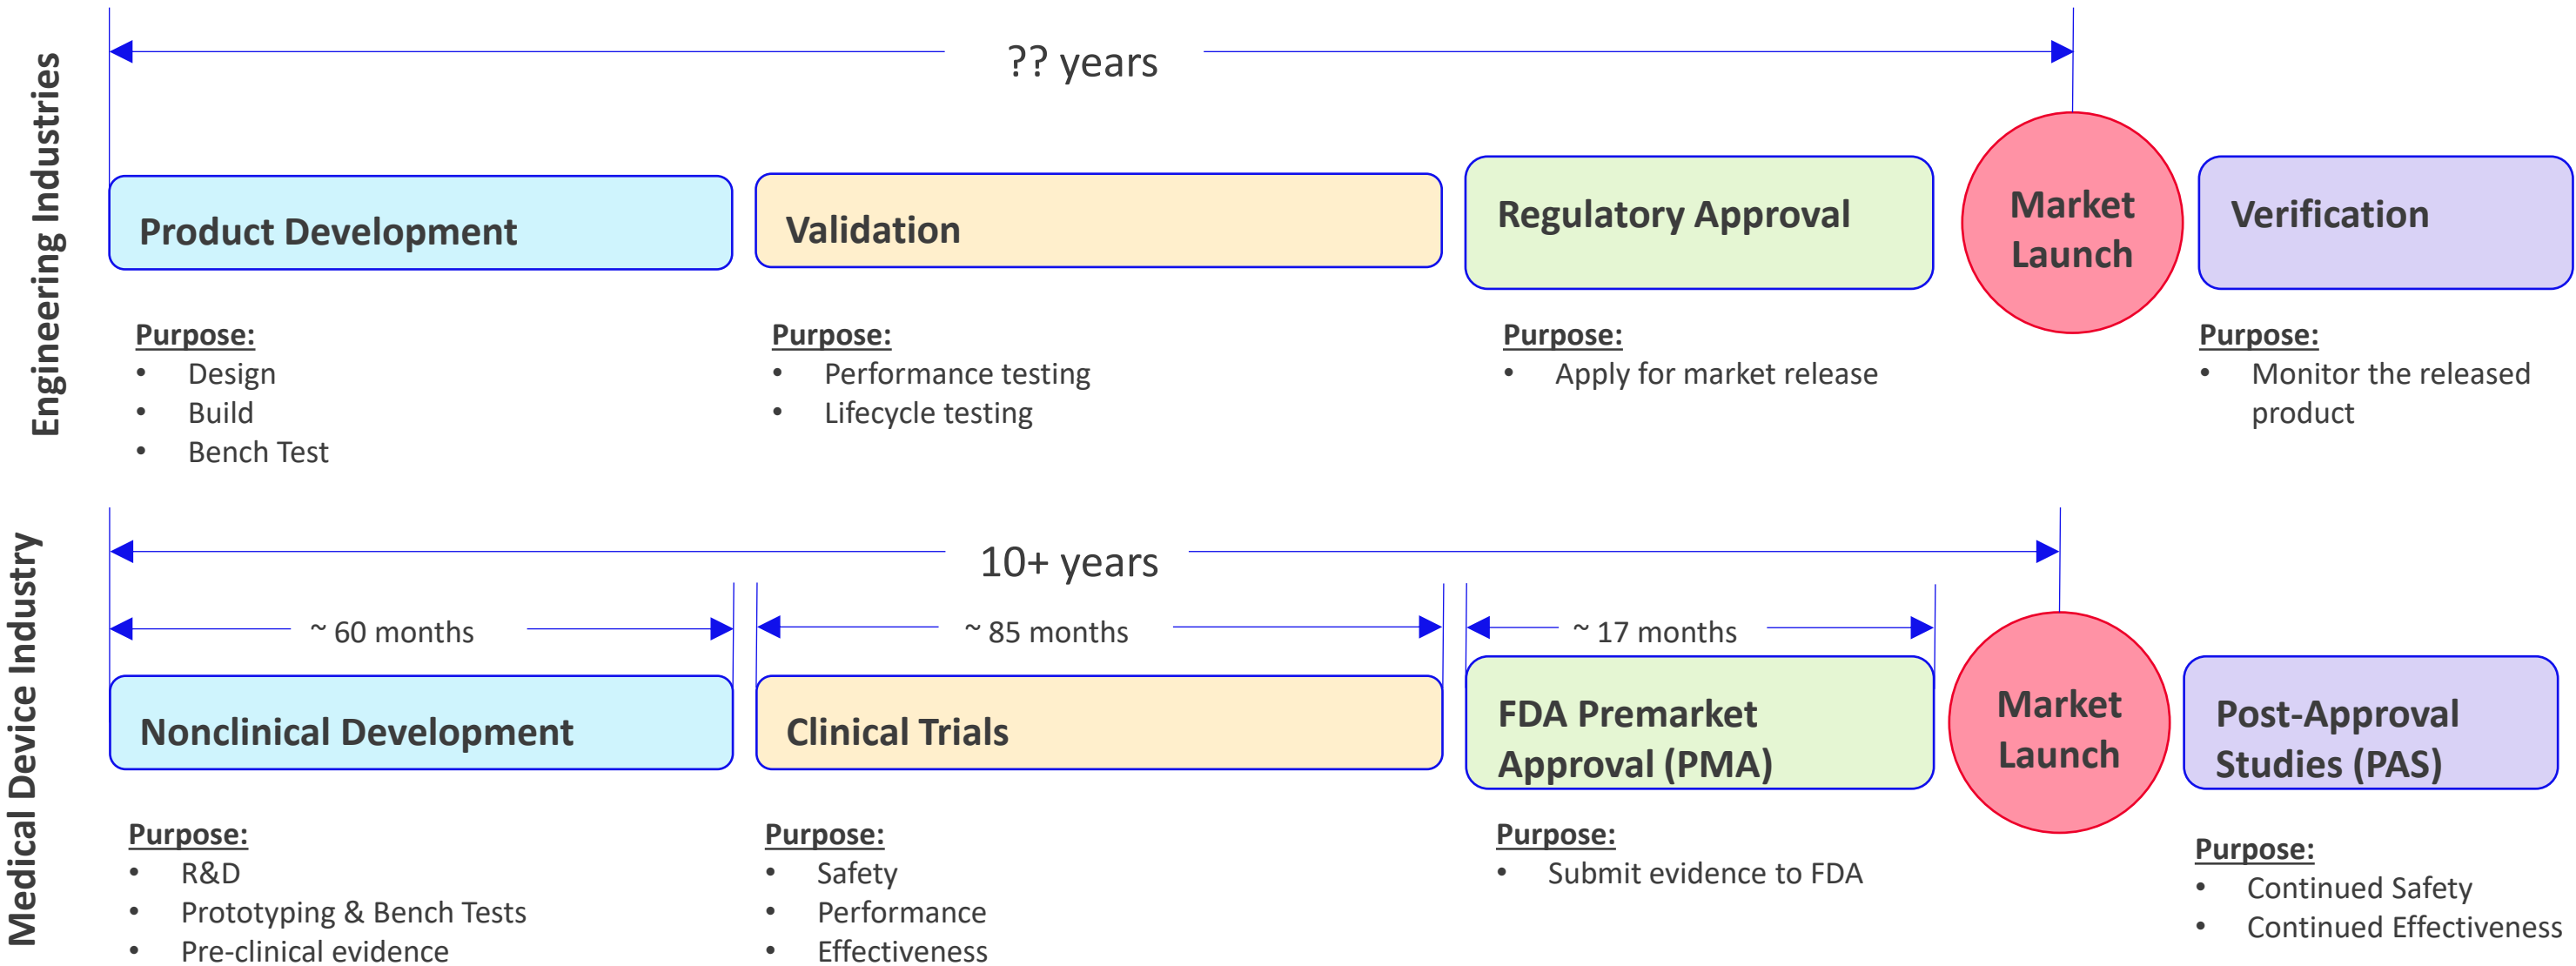 Engineering Industries
?? years
Product Development
Validation
Regulatory Approval
Market
Launch
Verification
Purpose:
• Design
• Build
• Bench Test
Purpose:
• Performance testing
• Lifecycle testing
Purpose:
• Apply for market release
Purpose:
• Monitor the released
product
Medical Device Industry
10+ years
~ 60 months
~ 85 months
~ 17 months
Nonclinical Development
Clinical Trials
FDA Premarket
Approval (PMA)
Market
Launch
Post-Approval
Studies (PAS)
Purpose:
• R&D
• Prototyping & Bench Tests
• Pre-clinical evidence
Purpose:
• Safety
• Performance
• Effectiveness
Purpose:
• Submit evidence to FDA
Purpose:
• Continued Safety
• Continued Effectiveness